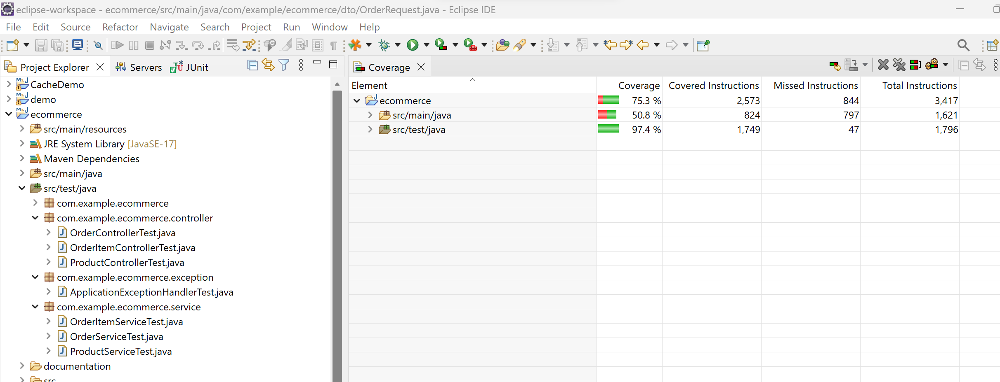 eclipse-workspace - ecommerce/src/main/java/com/example/ecommerce/dto/OrderRequest.java - Eclipse IDE
File Edit Source Refactor Navigate Search Project Run Window Help
Project Explorer Servers JUnit
CacheDemo
demo
ecommerce
src/main/resources
JRE System Library [JavaSE-17]
Maven Dependencies
src/main/java
src/test/java
com.example.ecommerce
com.example.ecommerce.controller
OrderControllerTest.java
OrderItemControllerTest.java
ProductControllerTest.java
com.example.ecommerce.exception
ApplicationExceptionHandlerTest.java
com.example.ecommerce.service
OrderItemServiceTest.java
OrderServiceTest.java
ProductServiceTest.java
documentation
src
Coverage
Element Coverage Covered Instructions Missed Instructions Total Instructions
ecommerce 75.3 % 2,573 844 3,417
src/main/java 50.8 % 824 797 1,621
src/test/java 97.4 % 1,749 47 1,796